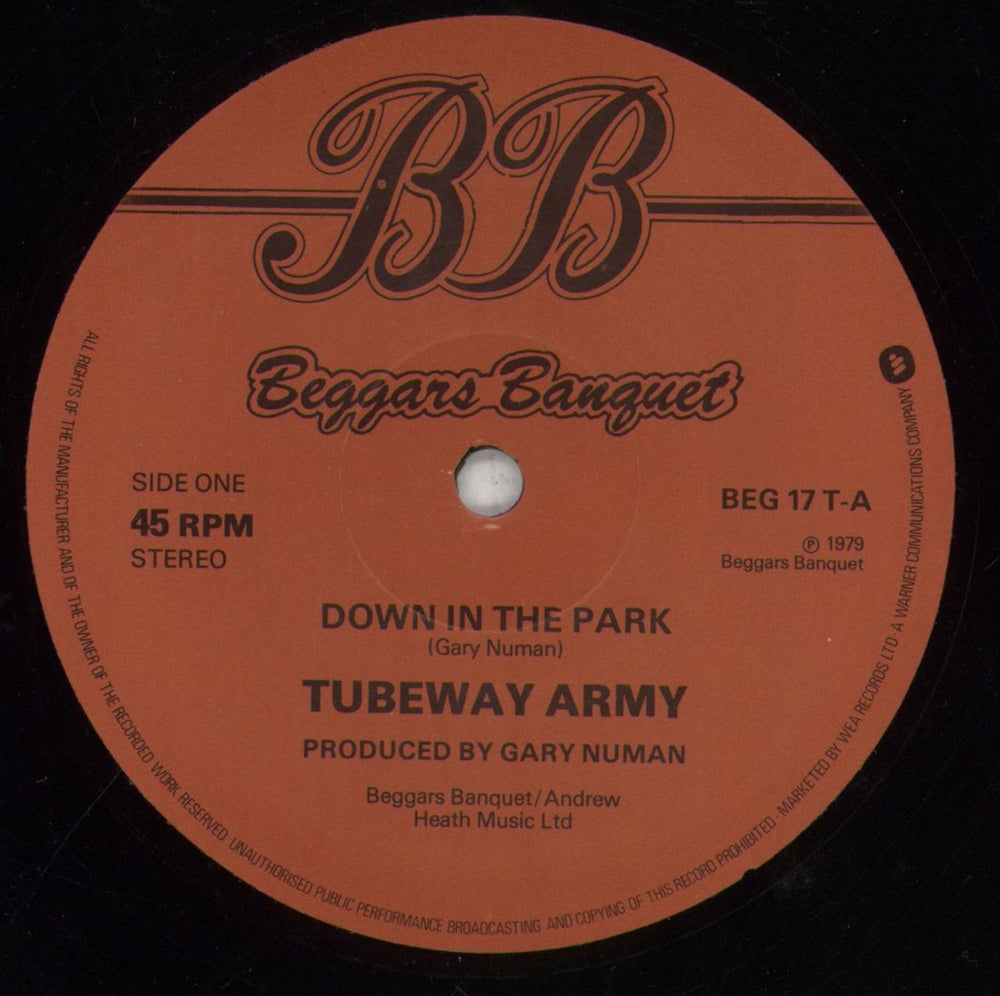 BB
Beggars Banquet
SIDE ONE
45 RPM
STEREO
BEG 17 T-A
℗ 1979
Beggars Banquet
DOWN IN THE PARK
(Gary Numan)
TUBEWAY ARMY
PRODUCED BY GARY NUMAN
Beggars Banquet/Andrew
Heath Music Ltd
ALL RIGHTS OF THE MANUFACTURER AND OF THE OWNER OF THE RECORDED WORK RESERVED. UNAUTHORISED PUBLIC PERFORMANCE BROADCASTING AND COPYING OF THIS RECORD PROHIBITED · MARKETED BY WEA RECORDS LTD · A WARNER COMMUNICATIONS COMPANY